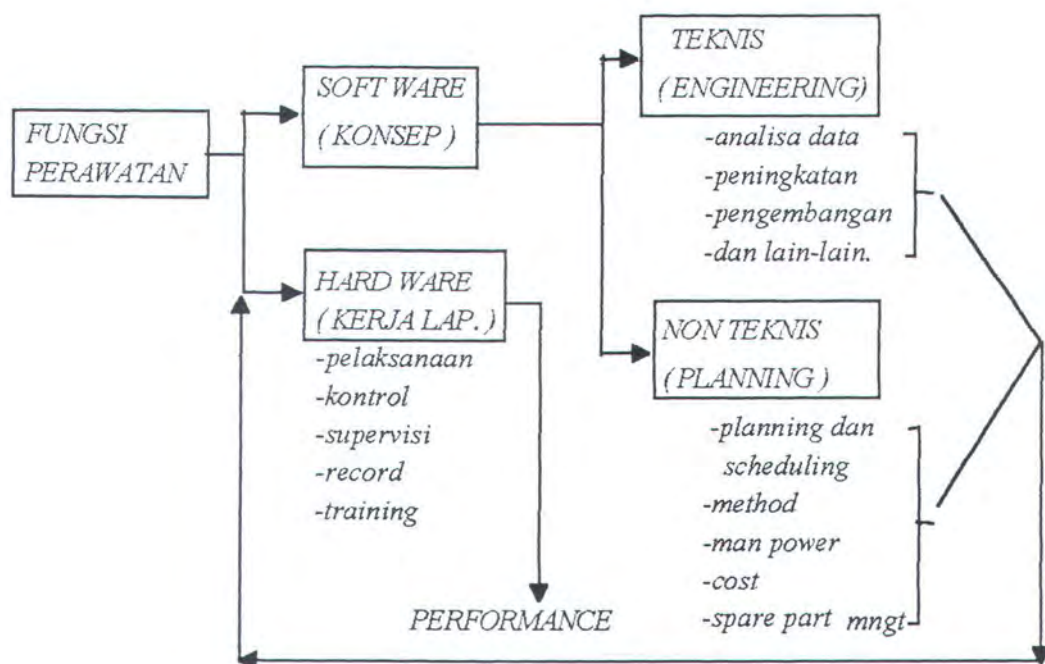 FUNGSI
PERAWATAN
SOFT WARE
( KONSEP )
HARD WARE
( KERJA LAP. )
-pelaksanaan
-kontrol
-supervisi
-record
-training
PERFORMANCE
TEKNIS
( ENGINEERING)
-analisa data
-peningkatan
-pengembangan
-dan lain-lain.
NON TEKNIS
( PLANNING )
-planning dan
scheduling
-method
-man power
-cost
-spare part mngt